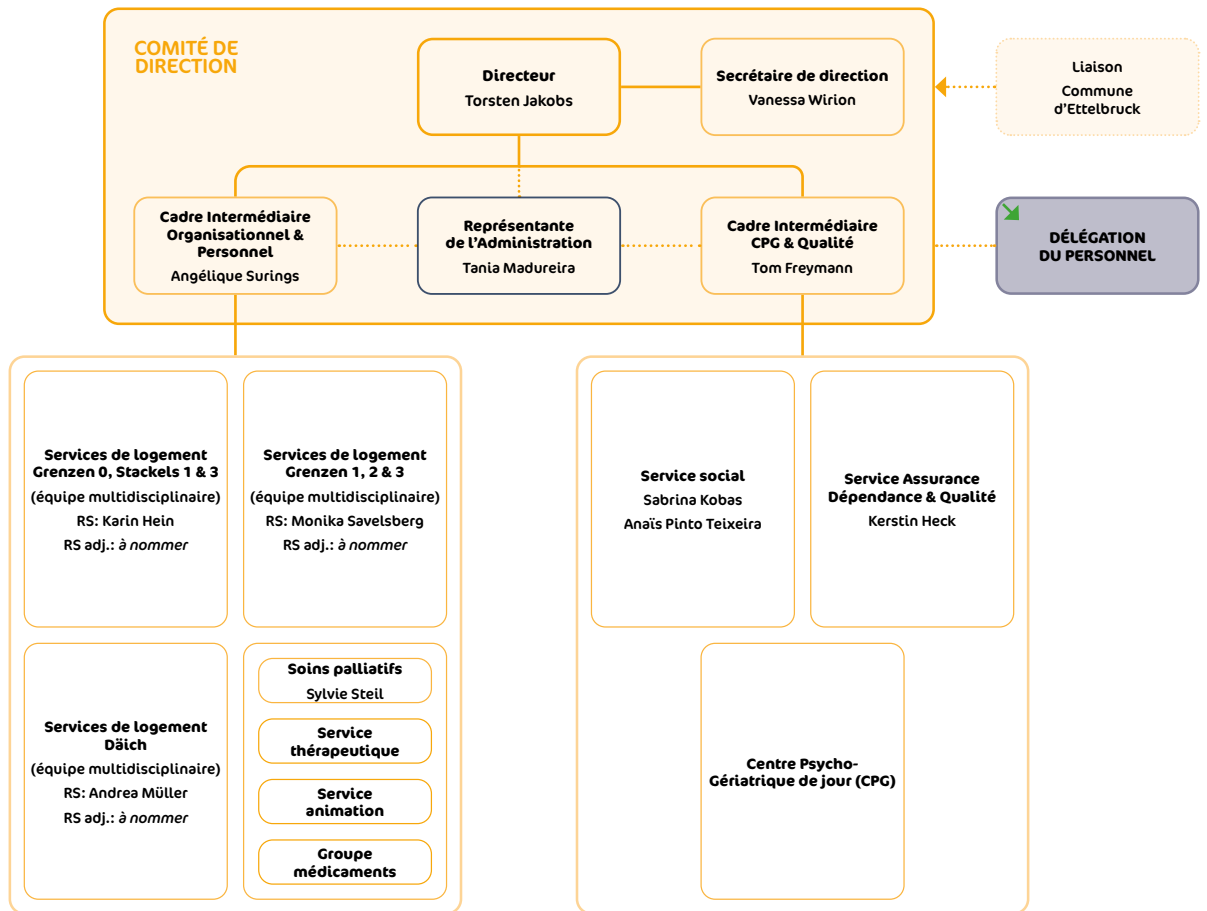 COMITÉ DE
DIRECTION
Directeur
Torsten Jakobs
Secrétaire de direction
Vanessa Wirion
Liaison
Commune
d'Ettelbruck
Cadre Intermédiaire
Organisationnel &
Personnel
Angélique Surings
Représentante
de l'Administration
Tania Madureira
Cadre Intermédiaire
CPG & Qualité
Tom Freymann
DÉLÉGATION
DU PERSONNEL
Services de logement
Grenzen 0, Stackels 1 & 3
(équipe multidisciplinaire)
RS: Karin Hein
RS adj.: à nommer
Services de logement
Grenzen 1, 2 & 3
(équipe multidisciplinaire)
RS: Monika Savelsberg
RS adj.: à nommer
Service social
Sabrina Kobas
Anaïs Pinto Teixeira
Service Assurance
Dépendance & Qualité
Kerstin Heck
Services de logement
Däich
(équipe multidisciplinaire)
RS: Andrea Müller
RS adj.: à nommer
Soins palliatifs
Sylvie Steil
Service
thérapeutique
Service
animation
Groupe
médicaments
Centre Psycho-
Gériatrique de jour (CPG)